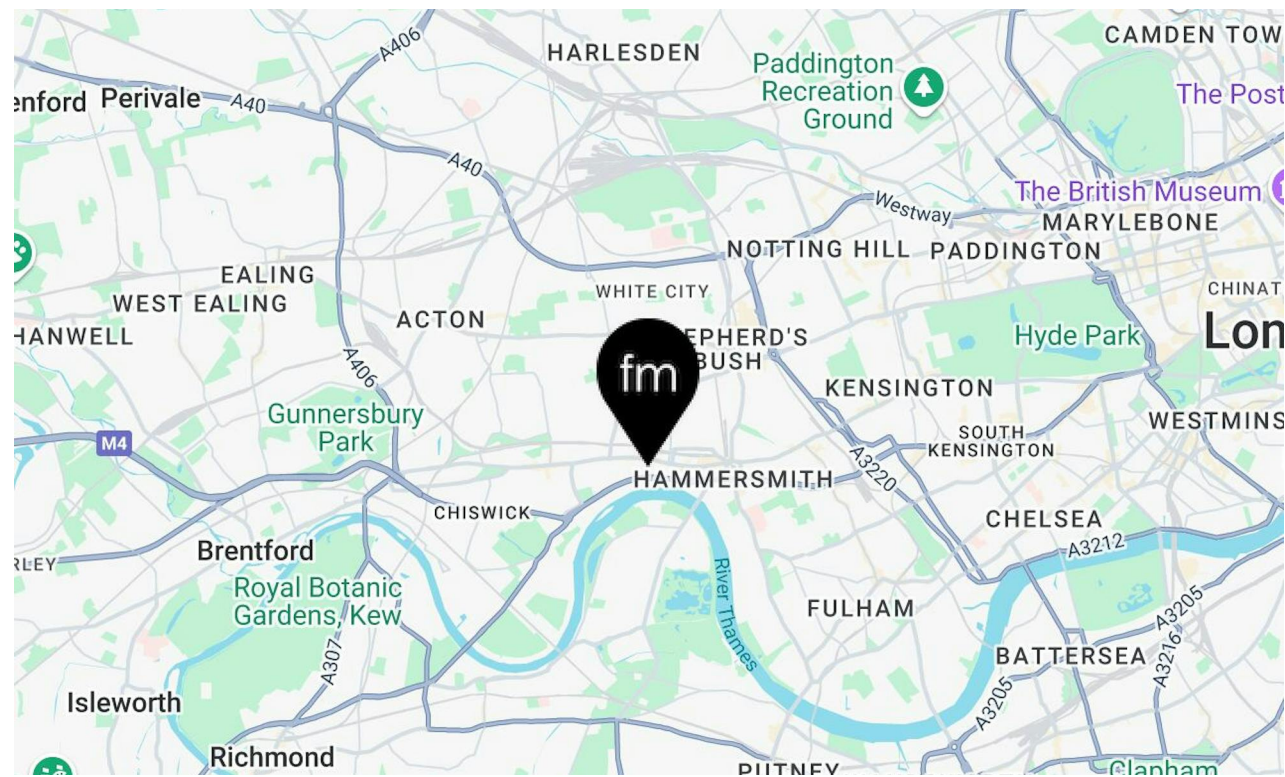 A406
HARLESDEN
CAMDEN TOW
Paddington
Recreation
Ground
enford
Perivale
A40
The Post
A40
The British Museum
Westway
MARYLEBONE
NOTTING HILL
PADDINGTON
EALING
WHITE CITY
CHINAT
WEST EALING
ACTON
HANWELL
EPHERD'S
BUSH
Hyde Park
Lon
A406
fm
KENSINGTON
Gunnersbury
Park
WESTMINS
M4
SOUTH
KENSINGTON
A3220
HAMMERSMITH
CHISWICK
CHELSEA
A3212
Brentford
RLEY
Royal Botanic
Gardens, Kew
River Thames
FULHAM
A3205
A307
BATTERSEA
A3216
Isleworth
A3205
Richmond
PUTNEY
Clapham